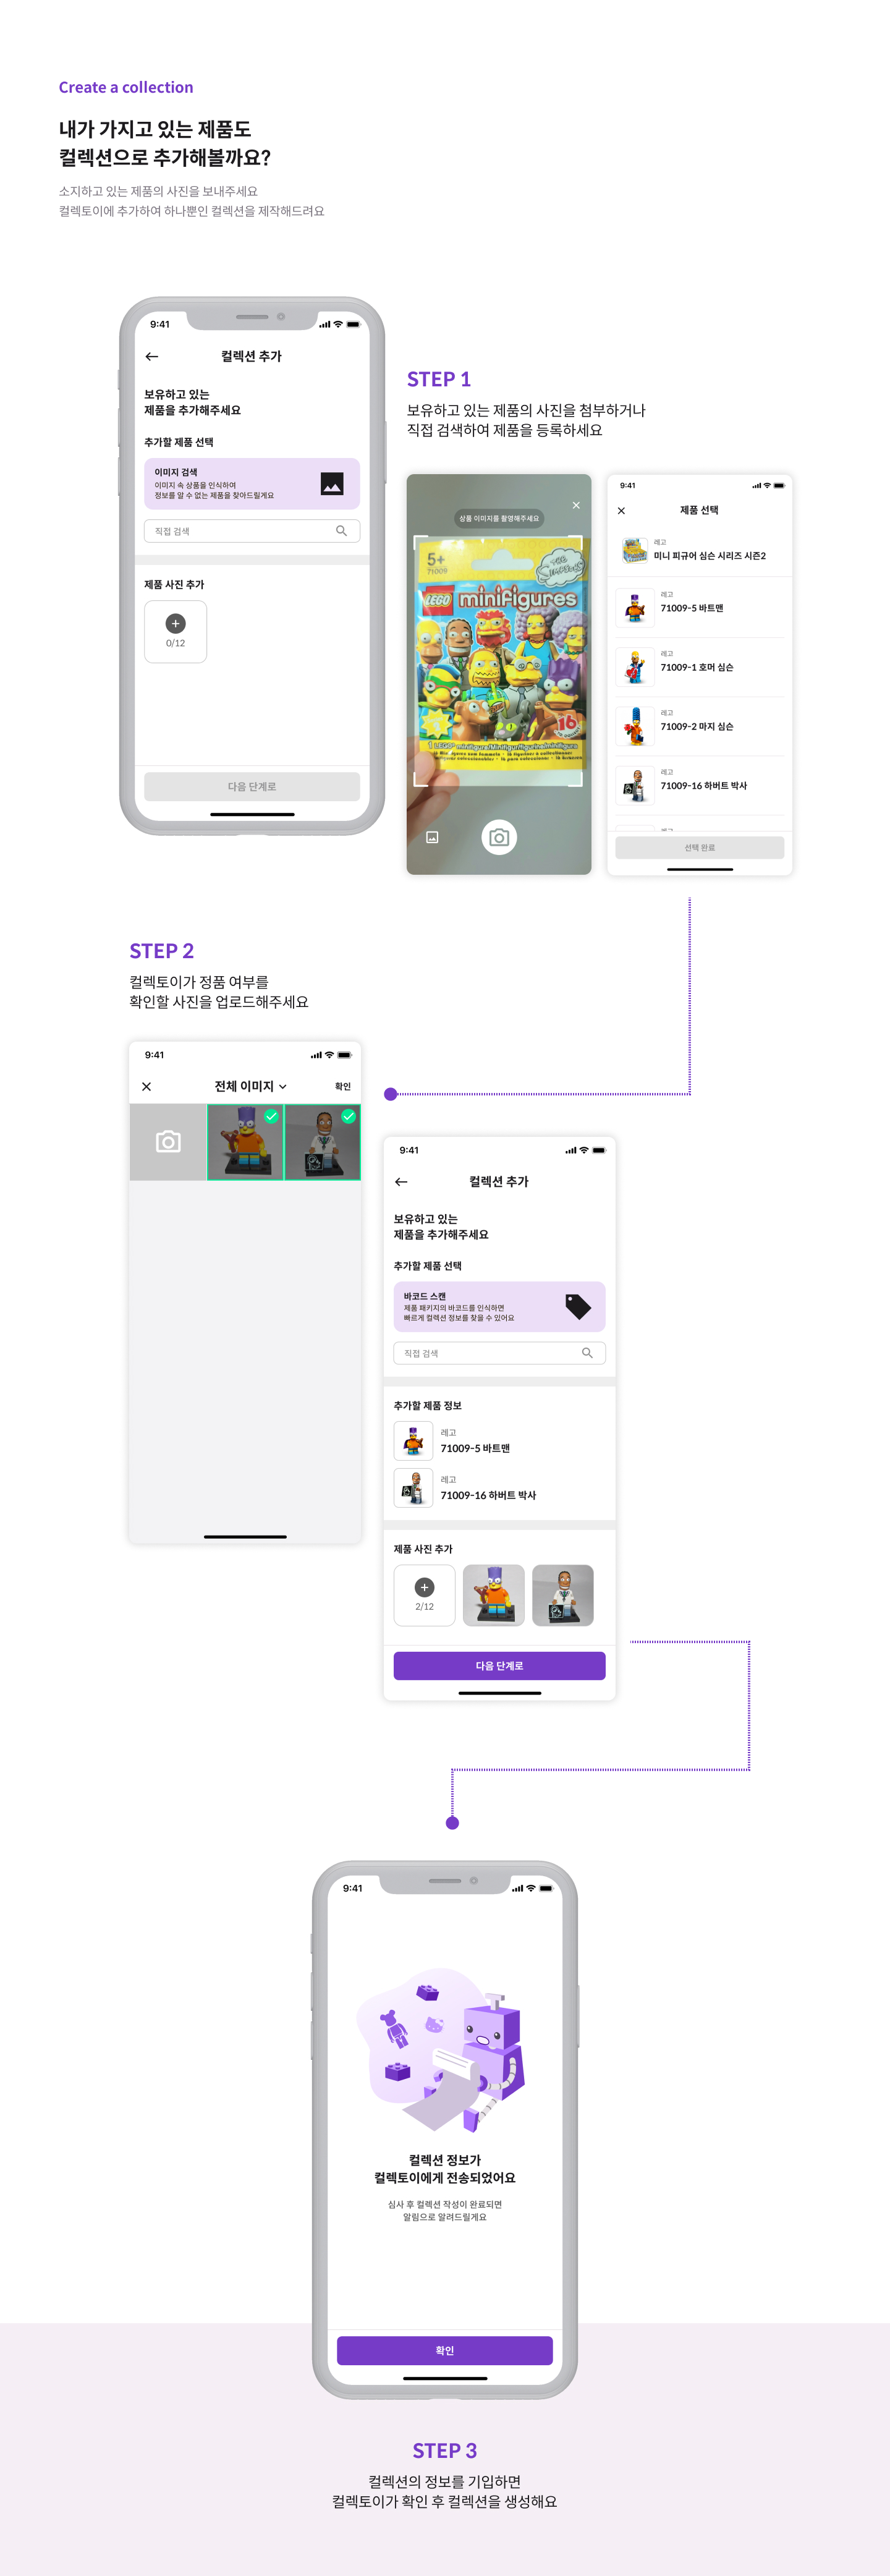 Create a collection
내가 가지고 있는 제품도
컬렉션으로 추가해볼까요?
소지하고 있는 제품의 사진을 보내주세요
컬렉토이에 추가하여 하나뿐인 컬렉션을 제작해드려요
9:41
컬렉션 추가
보유하고 있는
제품을 추가해주세요
추가할 제품 선택
이미지 검색
이미지 속 상품을 인식하여
정보를 알 수 없는 제품을 찾아드릴게요
직접 검색
제품 사진 추가
0/12
다음 단계로
STEP 1
보유하고 있는 제품의 사진을 첨부하거나
직접 검색하여 제품을 등록하세요
상품 이미지를 촬영해주세요
5+
71009
THE SIMPSONS
LEGO minifigures
16
9:41
제품 선택
레고
미니 피규어 심슨 시리즈 시즌2
레고
71009-5 바트맨
레고
71009-1 호머 심슨
레고
71009-2 마지 심슨
레고
71009-16 하버트 박사
선택 완료
STEP 2
컬렉토이가 정품 여부를
확인할 사진을 업로드해주세요
9:41
전체 이미지
확인
9:41
컬렉션 추가
보유하고 있는
제품을 추가해주세요
추가할 제품 선택
바코드 스캔
제품 패키지의 바코드를 인식하면
빠르게 컬렉션 정보를 찾을 수 있어요
직접 검색
추가할 제품 정보
레고
71009-5 바트맨
레고
71009-16 하버트 박사
제품 사진 추가
2/12
다음 단계로
9:41
컬렉션 정보가
컬렉토이에게 전송되었어요
심사 후 컬렉션 작성이 완료되면
알림으로 알려드릴게요
확인
STEP 3
컬렉션의 정보를 기입하면
컬렉토이가 확인 후 컬렉션을 생성해요